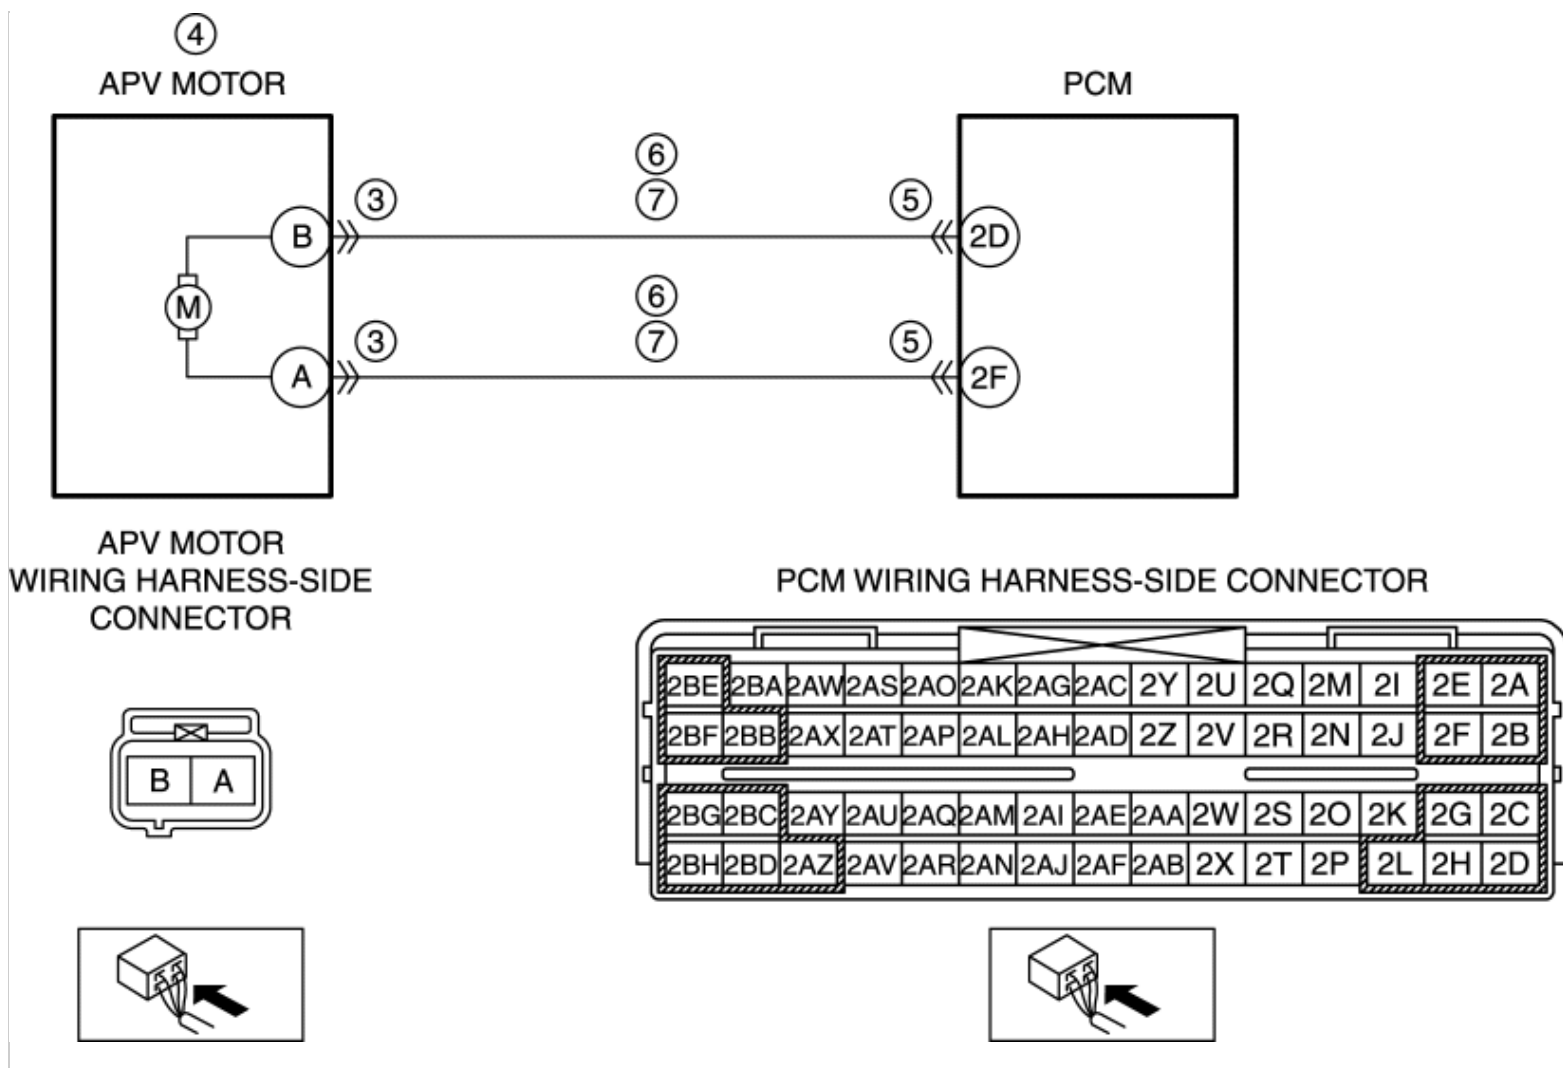 ④
APV MOTOR
PCM
⑥
③ ⑦ ⑤
B 2D
M
⑥
③ ⑦ ⑤
A 2F
APV MOTOR
WIRING HARNESS-SIDE
CONNECTOR
PCM WIRING HARNESS-SIDE CONNECTOR
B A
2BE 2BA 2AW 2AS 2AO 2AK 2AG 2AC 2Y 2U 2Q 2M 2I 2E 2A
2BF 2BB 2AX 2AT 2AP 2AL 2AH 2AD 2Z 2V 2R 2N 2J 2F 2B
2BG 2BC 2AY 2AU 2AQ 2AM 2AI 2AE 2AA 2W 2S 2O 2K 2G 2C
2BH 2BD 2AZ 2AV 2AR 2AN 2AJ 2AF 2AB 2X 2T 2P 2L 2H 2D